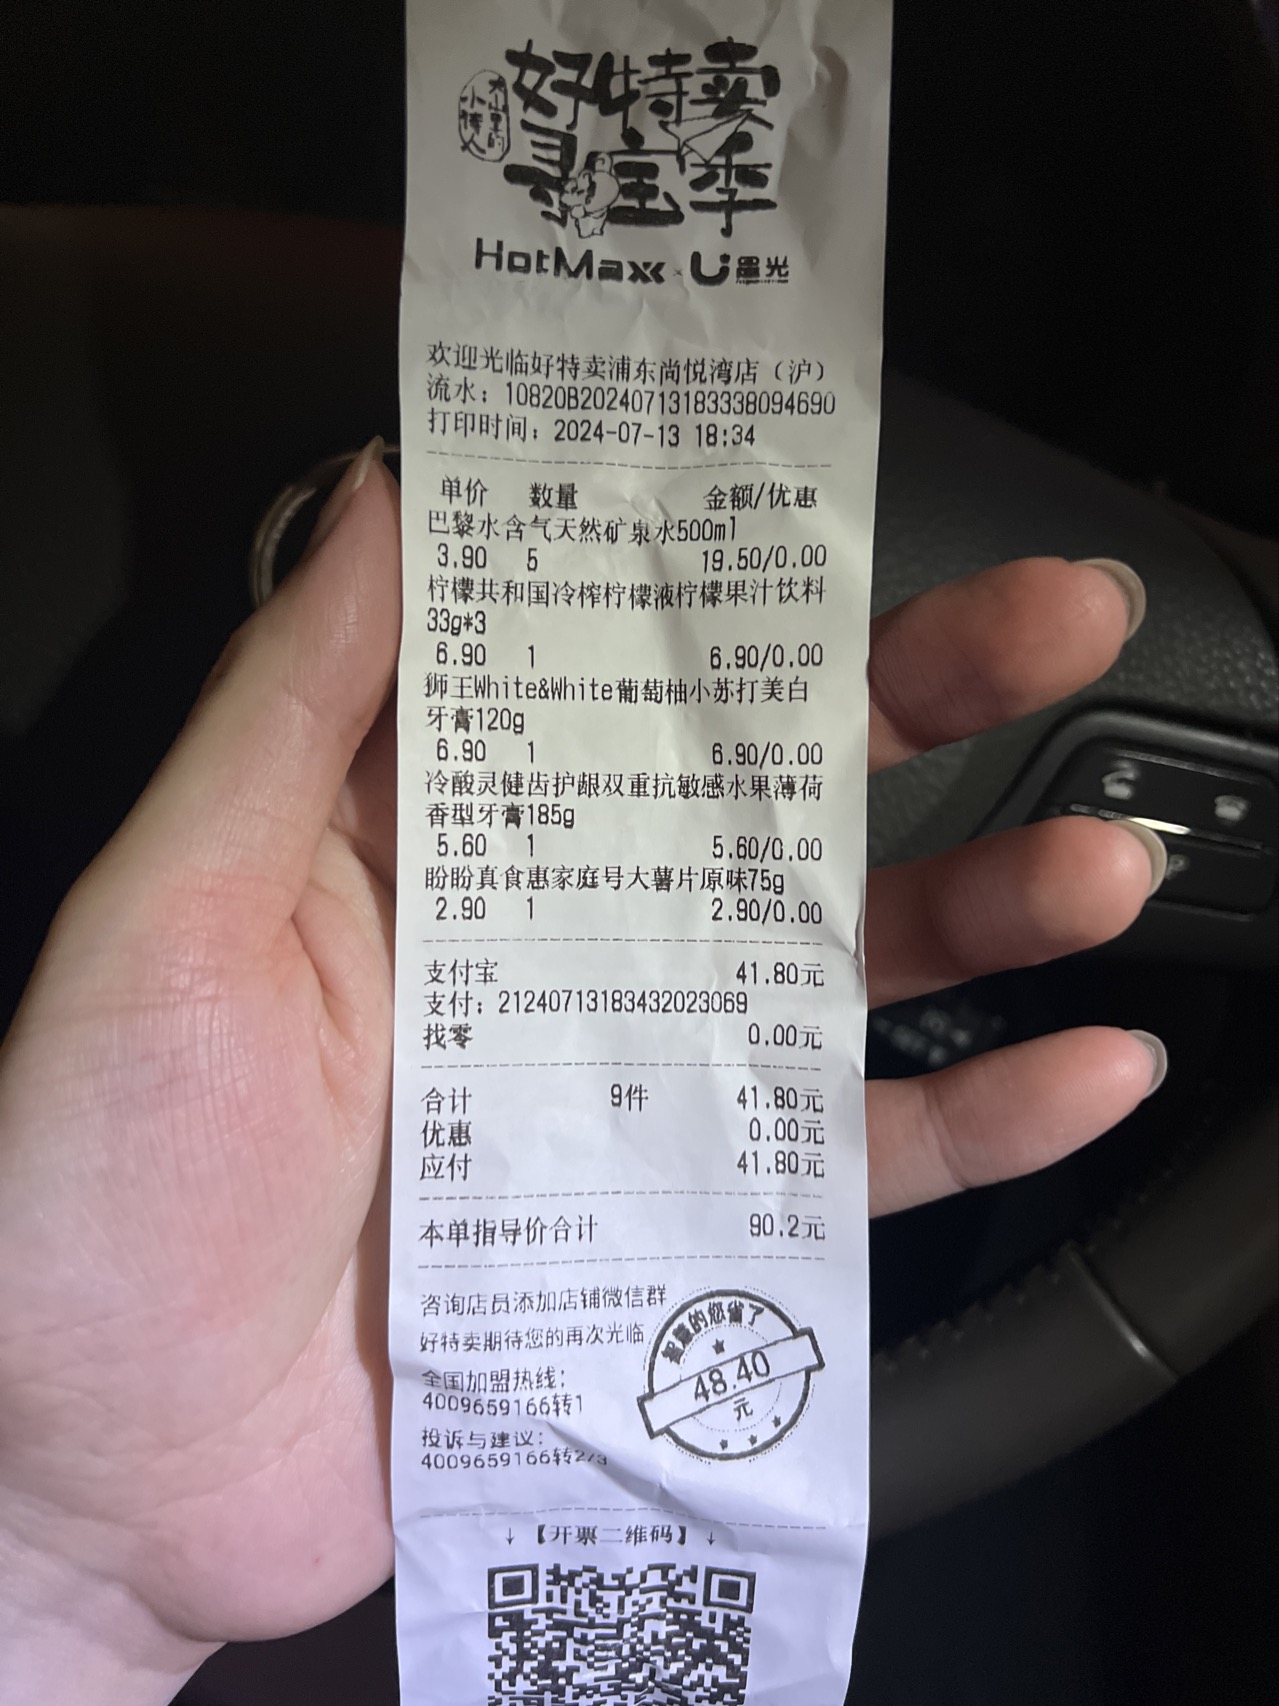 好特卖
大山里的
小诗人
寻宝季
HotMaxx × U 墨光
欢迎光临好特卖浦东尚悦湾店（沪）
流水：10820B20240713183338094690
打印时间：2024-07-13 18:34
单价 数量 金额/优惠
巴黎水含气天然矿泉水500ml
3.90 5 19.50/0.00
柠檬共和国冷榨柠檬液柠檬果汁饮料
33g*3
6.90 1 6.90/0.00
狮王White&White葡萄柚小苏打美白
牙膏120g
6.90 1 6.90/0.00
冷酸灵健齿护龈双重抗敏感水果薄荷
香型牙膏185g
5.60 1 5.60/0.00
盼盼真食惠家庭号大薯片原味75g
2.90 1 2.90/0.00
支付宝 41.80元
支付：21240713183432023069
找零 0.00元
合计 9件 41.80元
优惠 0.00元
应付 41.80元
本单指导价合计 90.2元
咨询店员添加店铺微信群
好特卖期待您的再次光临
全国加盟热线：
4009659166转1
投诉与建议：
4009659166转2/3
智慧的您省了
48.40
元
↓【开票二维码】↓